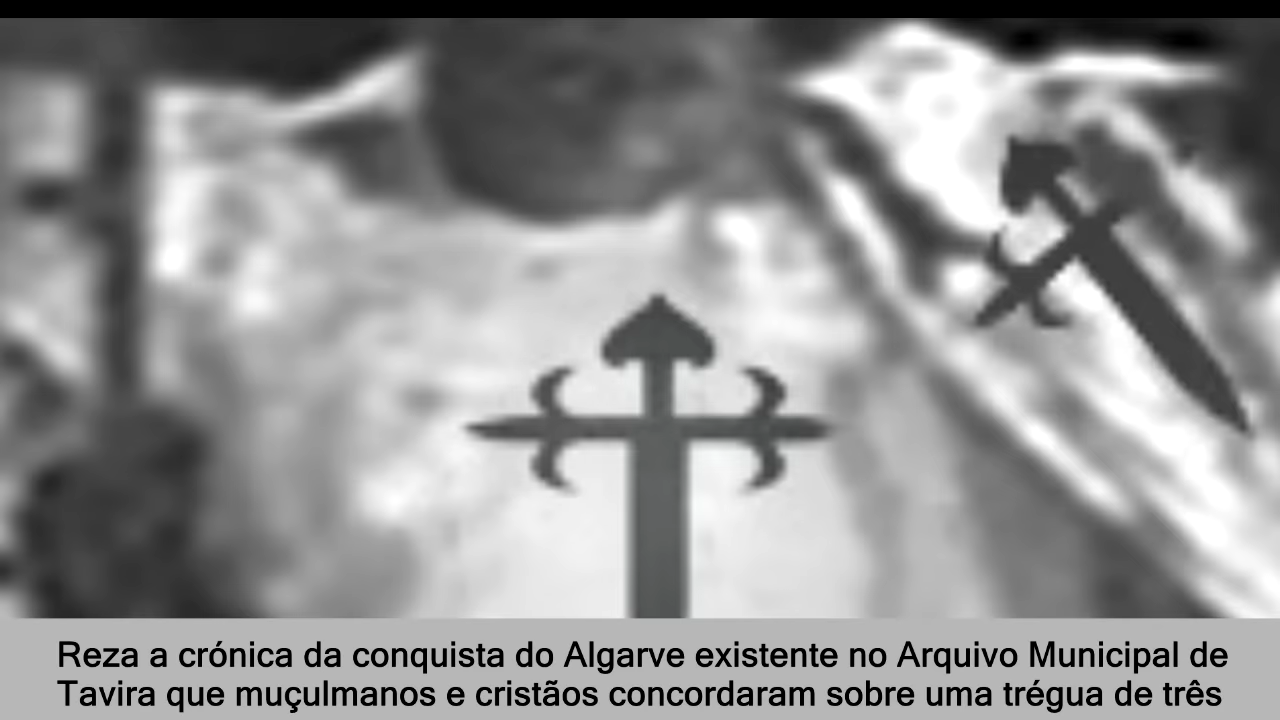 Reza a crónica da conquista do Algarve existente no Arquivo Municipal de
Tavira que muçulmanos e cristãos concordaram sobre uma trégua de três